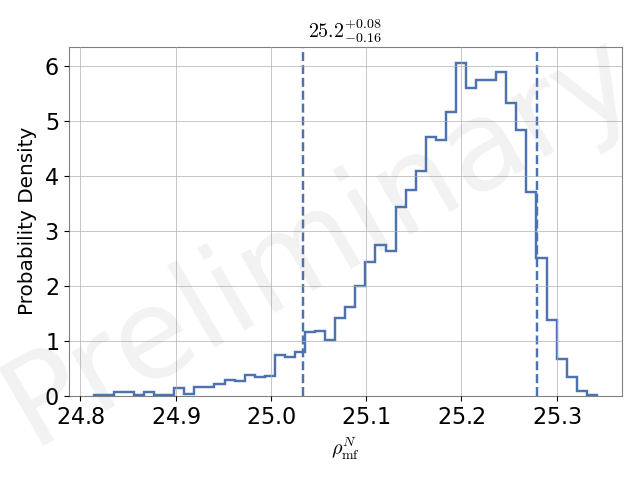 25.2^{+0.08}_{-0.16}
Probability Density
6
5
4
3
2
1
0
24.8 24.9 25.0 25.1 25.2 25.3
ρ^N_mf
Preliminary